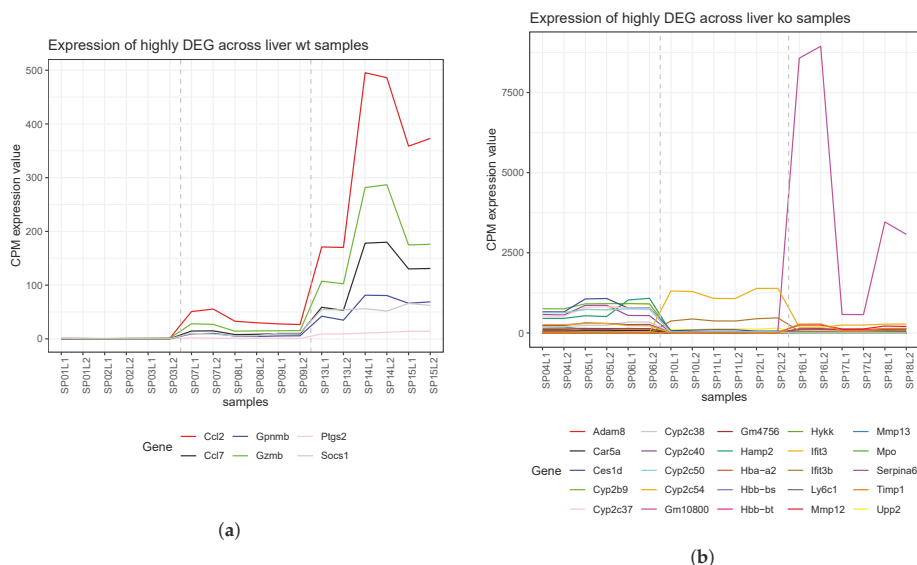 Expression of highly DEG across liver wt samples
500
400
300
200
100
0
CPM expression value
SP01L1
SP01L2
SP02L1
SP02L2
SP03L1
SP03L2
SP07L1
SP07L2
SP08L1
SP08L2
SP09L1
SP09L2
SP13L1
SP13L2
SP14L1
SP14L2
SP15L1
SP15L2
samples
Gene
Ccl2 Gpnmb Ptgs2
Ccl7 Gzmb Socs1
(a)
Expression of highly DEG across liver ko samples
7500
5000
2500
0
CPM expression value
SP04L1
SP04L2
SP05L1
SP05L2
SP06L1
SP06L2
SP10L1
SP10L2
SP11L1
SP11L2
SP12L1
SP12L2
SP16L1
SP16L2
SP17L1
SP17L2
SP18L1
SP18L2
samples
Gene
Adam8 Cyp2c38 Gm4756 Hykk Mmp13
Car5a Cyp2c40 Hamp2 Ifit3 Mpo
Ces1d Cyp2c50 Hba-a2 Ifit3b Serpina6
Cyp2b9 Cyp2c54 Hbb-bs Ly6c1 Timp1
Cyp2c37 Gm10800 Hbb-bt Mmp12 Upp2
(b)